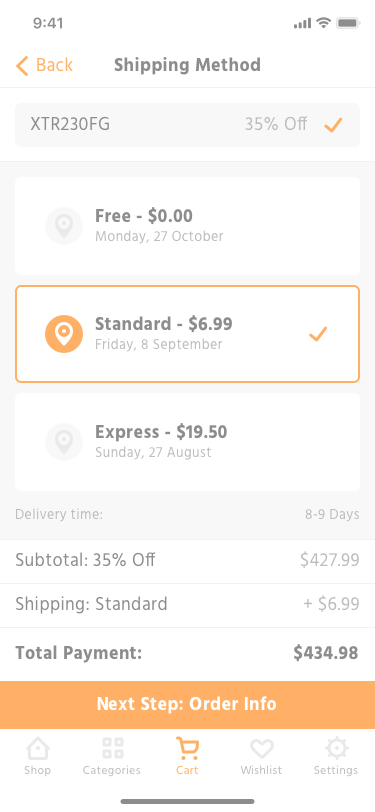 9:41
Back
Shipping Method
XTR230FG
35% Off
Free - $0.00
Monday, 27 October
Standard - $6.99
Friday, 8 September
Express - $19.50
Sunday, 27 August
Delivery time:
8-9 Days
Subtotal: 35% Off
$427.99
Shipping: Standard
+ $6.99
Total Payment:
$434.98
Next Step: Order Info
Shop
Categories
Cart
Wishlist
Settings